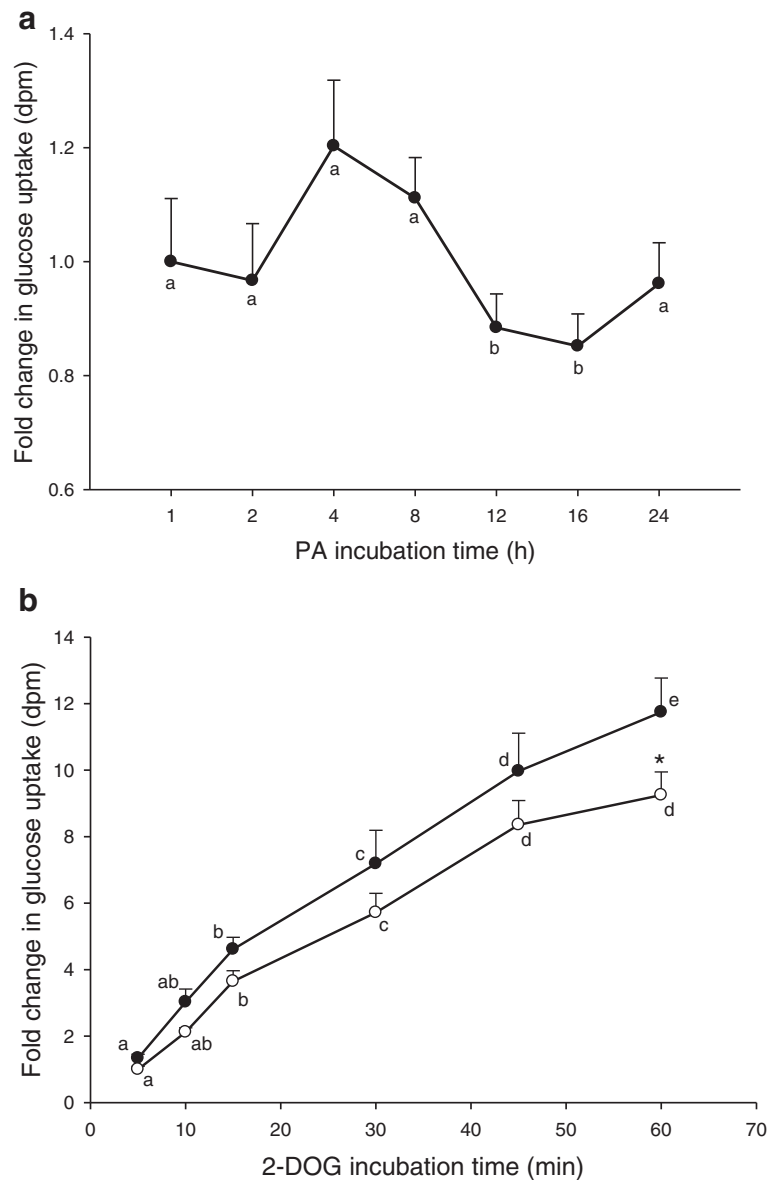 a
Fold change in glucose uptake (dpm)
1.4
1.2
1.0
0.8
0.6
a
a
a
a
b
b
a
1 2 4 8 12 16 24
PA incubation time (h)
b
Fold change in glucose uptake (dpm)
14
12
10
8
6
4
2
0
a
ab
b
c
d
e
a
ab
b
c
d
*
d
0 10 20 30 40 50 60 70
2-DOG incubation time (min)